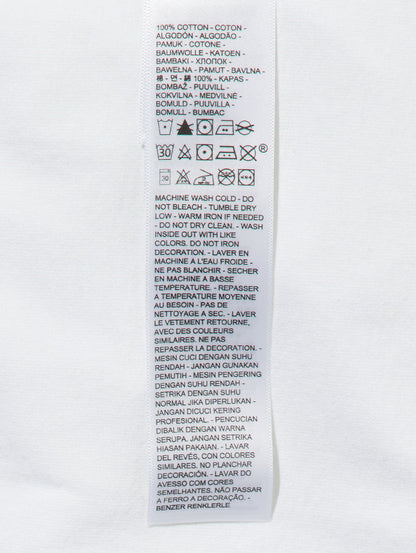 100% COTTON - COTON -
ALGODÓN - ALGODÃO -
PAMUK - COTONE -
BAUMWOLLE - KATOEN -
BAMBAKI - ХЛОПОК -
BAWEŁNA - PAMUT - BAVLNA -
棉 - 면 - 綿 100% - KAPAS -
BOMBAŽ - PUUVILL -
KOKVILNA - MEDVILNĖ -
BOMULD - PUUVILLA -
BOMULL - BUMBAC
30 ®
MACHINE WASH COLD - DO
NOT BLEACH - TUMBLE DRY
LOW - WARM IRON IF NEEDED
- DO NOT DRY CLEAN. - WASH
INSIDE OUT WITH LIKE
COLORS. DO NOT IRON
DECORATION. - LAVER EN
MACHINE A L'EAU FROIDE -
NE PAS BLANCHIR - SECHER
EN MACHINE A BASSE
TEMPERATURE. - REPASSER
A TEMPERATURE MOYENNE
AU BESOIN - PAS DE
NETTOYAGE A SEC. - LAVER
LE VETEMENT RETOURNE,
AVEC DES COULEURS
SIMILAIRES. NE PAS
REPASSER LA DECORATION. -
MESIN CUCI DENGAN SUHU
RENDAH - JANGAN GUNAKAN
PEMUTIH - MESIN PENGERING
DENGAN SUHU RENDAH -
SETRIKA DENGAN SUHU
NORMAL JIKA DIPERLUKAN -
JANGAN DICUCI KERING
PROFESIONAL. - PENCUCIAN
DIBALIK DENGAN WARNA
SERUPA. JANGAN SETRIKA
HIASAN PAKAIAN. - LAVAR
DEL REVÉS, CON COLORES
SIMILARES. NO PLANCHAR
DECORACIÓN. - LAVAR DO
AVESSO COM CORES
SEMELHANTES. NÃO PASSAR
A FERRO A DECORAÇÃO. -
BENZER RENKLERLE